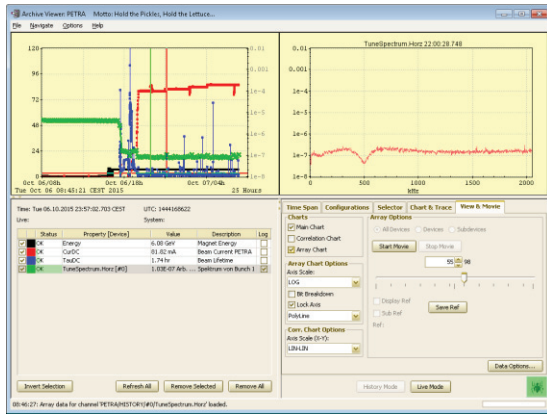 Archive Viewer: PETRA Motto: Hold the Pickles, Hold the Lettuce...
File Navigate Options Help
120
96
72
48
24
0
0.01
0.001
1e-4
1e-5
1e-6
1e-7
1e-8
Oct 06/08h Oct 06/18h Oct 07/04h
Tue Oct 06 08:45:21 CEST 2015 25 Hours
TuneSpectrum.Horz 22:00:28.748
0.01
0.001
1e-4
1e-5
1e-6
1e-7
1e-8
0 500 1000 1500 2000
Time: Tue 06.10.2015 23:57:02.703 CEST UTC: 1444168622
Live: System:
Status Property [Device] Value Description Log
OK Energy 6.08 GeV Magnet Energy
OK CurDC 81.82 mA Beam Current PETRA
OK TauDC 1.74 hr Beam Lifetime
OK TuneSpectrum.Horz [#0] 1.03E-07 Arb. ... Spektrum von Bunch 1
Invert Selection Refresh All Remove Selected Remove All
Time Span Configurations Selector Chart & Trace View & Movie
Charts
Main Chart
Correlation Chart
Array Chart
Array Chart Options
Axis Scale:
LOG
Bit Breakdown
Lock Axis
PolyLine
Corr. Chart Options
Axis Scale (X-Y):
LIN-LIN
Array Options
All Devices Devices Subdevices
Start Movie Stop Movie
55 98
Display Ref
Sub Ref
Save Ref
Ref:
Data Options...
History Mode Live Mode
08:46:27: Array data for channel 'PETRA/HISTORY/#0/TuneSpectrum.Horz' loaded.